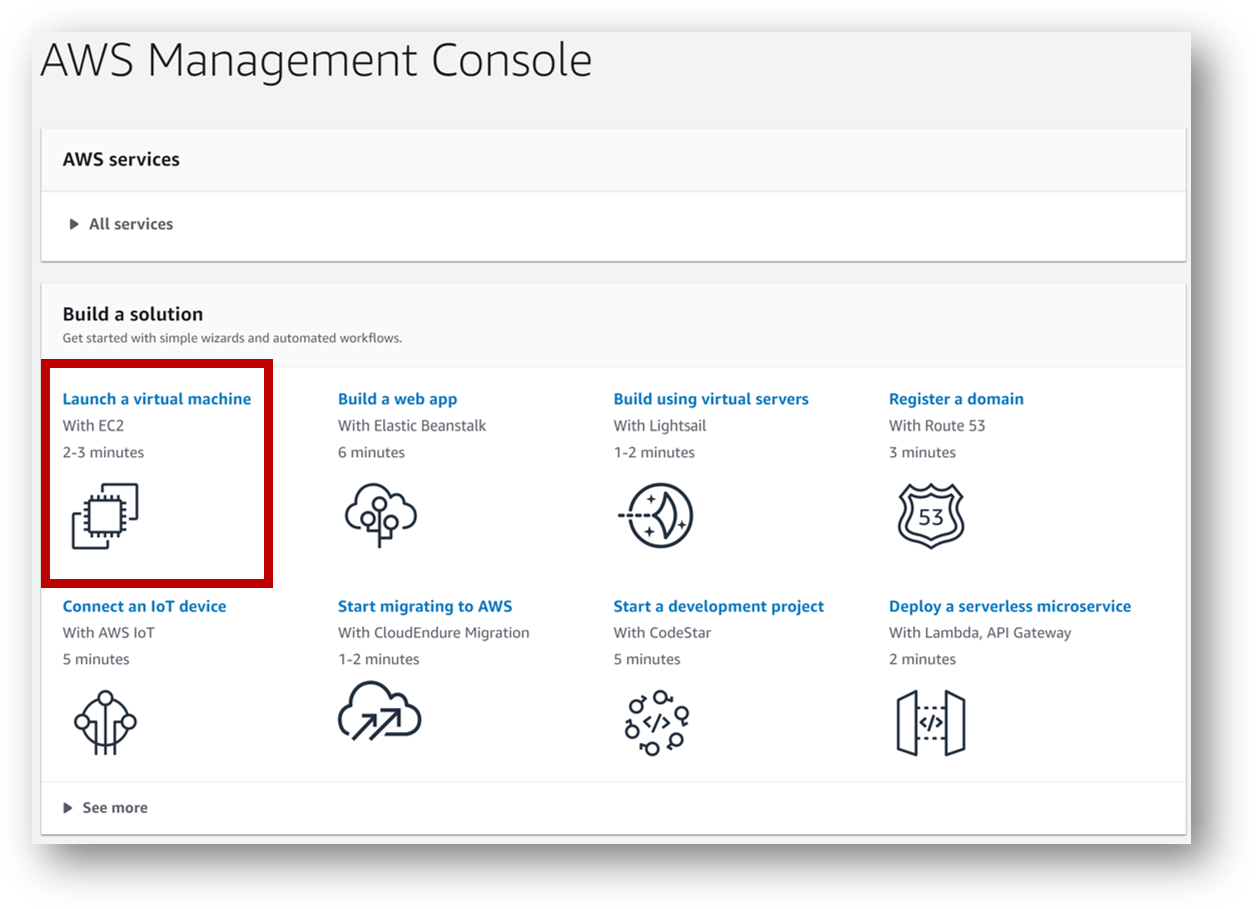 AWS Management Console
AWS services
All services
Build a solution
Get started with simple wizards and automated workflows.
Launch a virtual machine
With EC2
2-3 minutes
Build a web app
With Elastic Beanstalk
6 minutes
Build using virtual servers
With Lightsail
1-2 minutes
Register a domain
With Route 53
3 minutes
53
Connect an IoT device
With AWS IoT
5 minutes
Start migrating to AWS
With CloudEndure Migration
1-2 minutes
Start a development project
With CodeStar
5 minutes
</>
Deploy a serverless microservice
With Lambda, API Gateway
2 minutes
</>
See more